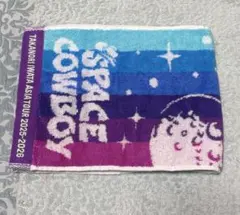 SPACE
COWBOY
TAKANORI IWATA ASIA TOUR 2025-2026